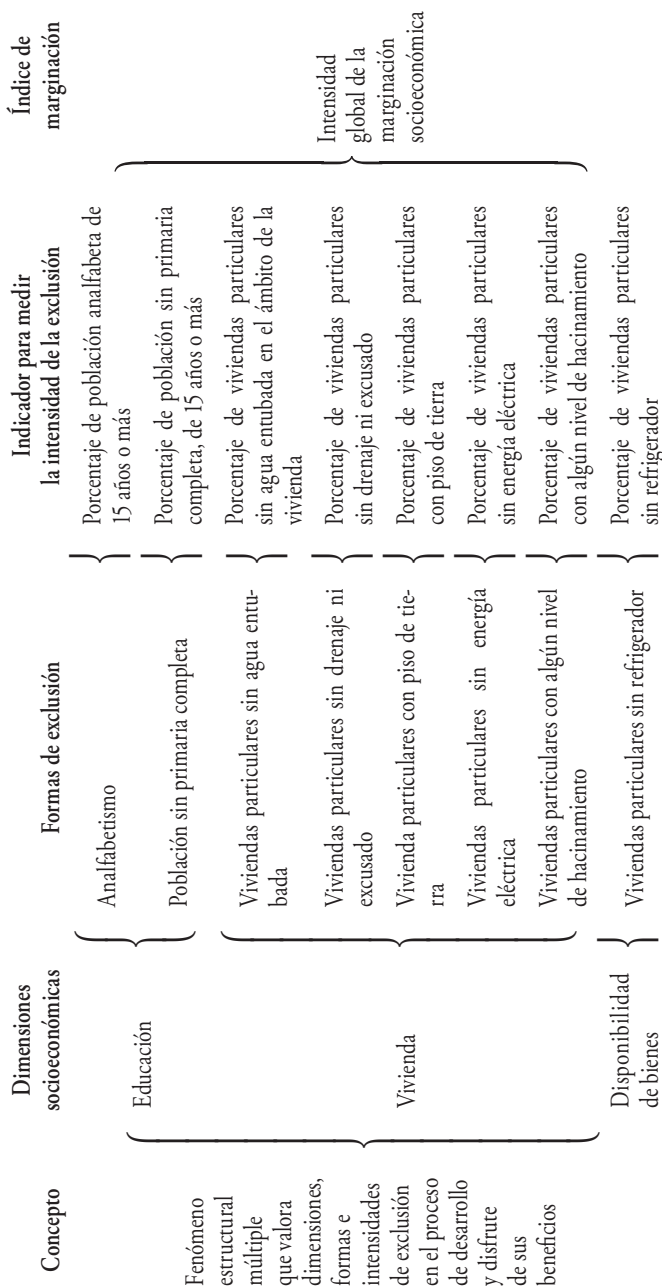 Concepto
Dimensiones
socioeconómicas
Formas de exclusión
Indicador para medir
la intensidad de la exclusión
Índice de
marginación
Fenómeno
estructural
múltiple
que valora
dimensiones,
formas e
intensidades
de exclusión
en el proceso
de desarrollo
y disfrute
de sus
beneficios
Educación
Analfabetismo
Porcentaje de población analfabeta de
15 años o más
Población sin primaria completa
Porcentaje de población sin primaria
completa, de 15 años o más
Vivienda
Viviendas particulares sin agua entu-
bada
Porcentaje de viviendas particulares
sin agua entubada en el ámbito de la
vivienda
Viviendas particulares sin drenaje ni
excusado
Porcentaje de viviendas particulares
sin drenaje ni excusado
Vivienda particulares con piso de tie-
rra
Porcentaje de viviendas particulares
con piso de tierra
Viviendas particulares sin energía
eléctrica
Porcentaje de viviendas particulares
sin energía eléctrica
Viviendas particulares con algún nivel
de hacinamiento
Porcentaje de viviendas particulares
con algún nivel de hacinamiento
Disponibilidad
de bienes
Viviendas particulares sin refrigerador
Porcentaje de viviendas particulares
sin refrigerador
Intensidad
global de la
marginación
socioeconómica